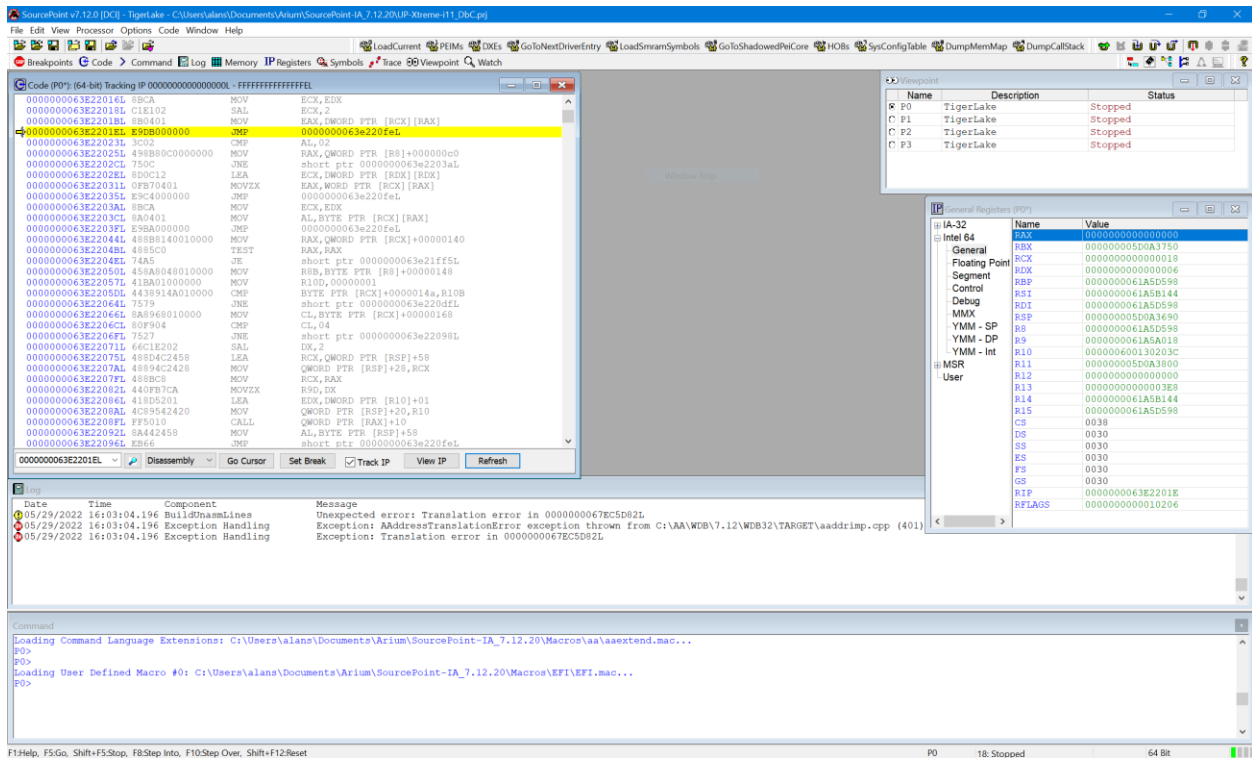 SourcePoint v7.12.0 [DCI] - TigerLake - C:\Users\alans\Documents\Arium\SourcePoint-IA_7.12.20\UP-Xtreme-i11_DbC.prj
File Edit View Processor Options Code Window Help
LoadCurrent PEIMs DXEs GoToNextDriverEntry LoadSmramSymbols GoToShadowedPeiCore HOBs SysConfigTable DumpMemMap DumpCallStack
Breakpoints Code Command Log Memory IP Registers Symbols Trace Viewpoint Watch
Code (P0*): (64-bit) Tracking IP 0000000000000000L - FFFFFFFFFFFFFFFFL
0000000063E22016L 8BCA MOV ECX,EDX
0000000063E22018L C1E102 SAL ECX,2
0000000063E2201BL 8B0401 MOV EAX,DWORD PTR [RCX][RAX]
0000000063E2201EL E9DB000000 JMP 0000000063e220feL
0000000063E22023L 3C02 CMP AL,02
0000000063E22025L 498B80C0000000 MOV RAX,QWORD PTR [R8]+000000c0
0000000063E2202CL 750C JNE short ptr 0000000063e2203aL
0000000063E2202EL 8D0C12 LEA ECX,DWORD PTR [RDX][RDX]
0000000063E22031L 0FB70401 MOVZX EAX,WORD PTR [RCX][RAX]
0000000063E22035L E9C4000000 JMP 0000000063e220feL
0000000063E2203AL 8BCA MOV ECX,EDX
0000000063E2203CL 8A0401 MOV AL,BYTE PTR [RCX][RAX]
0000000063E2203FL E9BA000000 JMP 0000000063e220feL
0000000063E22044L 488B8140010000 MOV RAX,QWORD PTR [RCX]+00000140
0000000063E2204BL 4885C0 TEST RAX,RAX
0000000063E2204EL 74A5 JE short ptr 0000000063e21ff5L
0000000063E22050L 458A8048010000 MOV R8B,BYTE PTR [R8]+00000148
0000000063E22057L 41BA01000000 MOV R10D,00000001
0000000063E2205DL 4438914A010000 CMP BYTE PTR [RCX]+0000014a,R10B
0000000063E22064L 7579 JNE short ptr 0000000063e220dfL
0000000063E22066L 8A8968010000 MOV CL,BYTE PTR [RCX]+00000168
0000000063E2206CL 80F904 CMP CL,04
0000000063E2206FL 7527 JNE short ptr 0000000063e22098L
0000000063E22071L 66C1E202 SAL DX,2
0000000063E22075L 488D4C2458 LEA RCX,QWORD PTR [RSP]+58
0000000063E2207AL 48894C2428 MOV QWORD PTR [RSP]+28,RCX
0000000063E2207FL 488BC8 MOV RCX,RAX
0000000063E22082L 440FB7CA MOVZX R9D,DX
0000000063E22086L 418D5201 LEA EDX,DWORD PTR [R10]+01
0000000063E2208AL 4C89542420 MOV QWORD PTR [RSP]+20,R10
0000000063E2208FL FF5010 CALL QWORD PTR [RAX]+10
0000000063E22092L 8A442458 MOV AL,BYTE PTR [RSP]+58
0000000063E22096L EB66 JMP short ptr 0000000063e220feL
0000000063E2201EL Disassembly Go Cursor Set Break Track IP View IP Refresh
Viewpoint
Name Description Status
P0 TigerLake Stopped
P1 TigerLake Stopped
P2 TigerLake Stopped
P3 TigerLake Stopped
IP General Registers (P0*)
IA-32
Intel 64
General
Floating Point
Segment
Control
Debug
MMX
YMM - SP
YMM - DP
YMM - Int
MSR
User
Name Value
RAX 0000000000000000
RBX 000000005D0A3750
RCX 0000000000000018
RDX 0000000000000006
RBP 0000000061A5D598
RSI 0000000061A5B144
RDI 0000000061A5D598
RSP 000000005D0A3690
R8 0000000061A5D598
R9 0000000061A5A018
R10 000000600130203C
R11 000000005D0A3800
R12 0000000000000000
R13 00000000000003E8
R14 0000000061A5B144
R15 0000000061A5D598
CS 0038
DS 0030
SS 0030
ES 0030
FS 0030
GS 0030
RIP 0000000063E2201E
RFLAGS 0000000000010206
Log
Date Time Component Message
05/29/2022 16:03:04.196 BuildUnasmLines Unexpected error: Translation error in 0000000067EC5D82L
05/29/2022 16:03:04.196 Exception Handling Exception: AAddressTranslationError exception thrown from C:\AA\WDB\7.12\WDB32\TARGET\aaddrimp.cpp (401)
05/29/2022 16:03:04.196 Exception Handling Exception: Translation error in 0000000067EC5D82L
Command
Loading Command Language Extensions: C:\Users\alans\Documents\Arium\SourcePoint-IA_7.12.20\Macros\aa\aaextend.mac...
P0>
P0>
Loading User Defined Macro #0: C:\Users\alans\Documents\Arium\SourcePoint-IA_7.12.20\Macros\EFI\EFI.mac...
P0>
F1:Help, F5:Go, Shift+F5:Stop, F8:Step Into, F10:Step Over, Shift+F12:Reset P0 18: Stopped 64 Bit